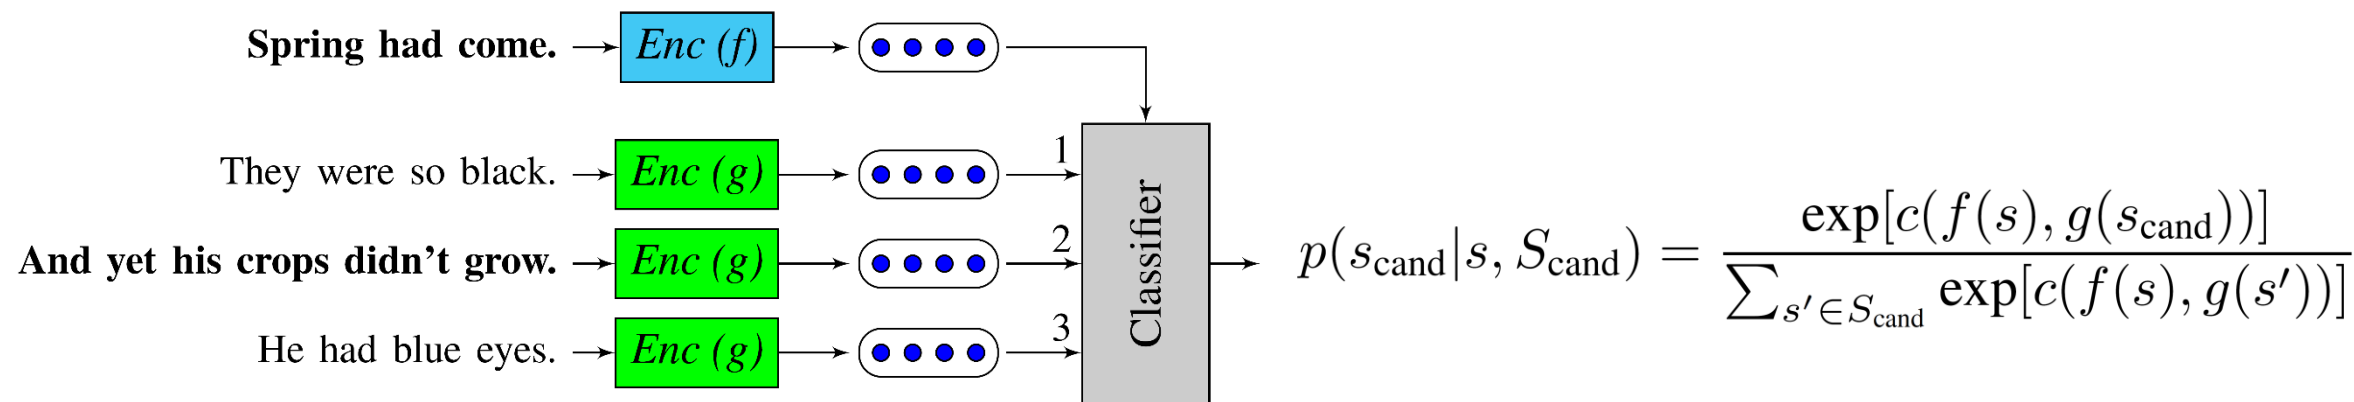 Spring had come. Enc (f)
They were so black. Enc (g) 1
And yet his crops didn't grow. Enc (g) 2
He had blue eyes. Enc (g) 3
Classifier
p(s_cand|s, S_cand) = exp[c(f(s), g(s_cand))] / ∑_{s′∈S_cand} exp[c(f(s), g(s′))]